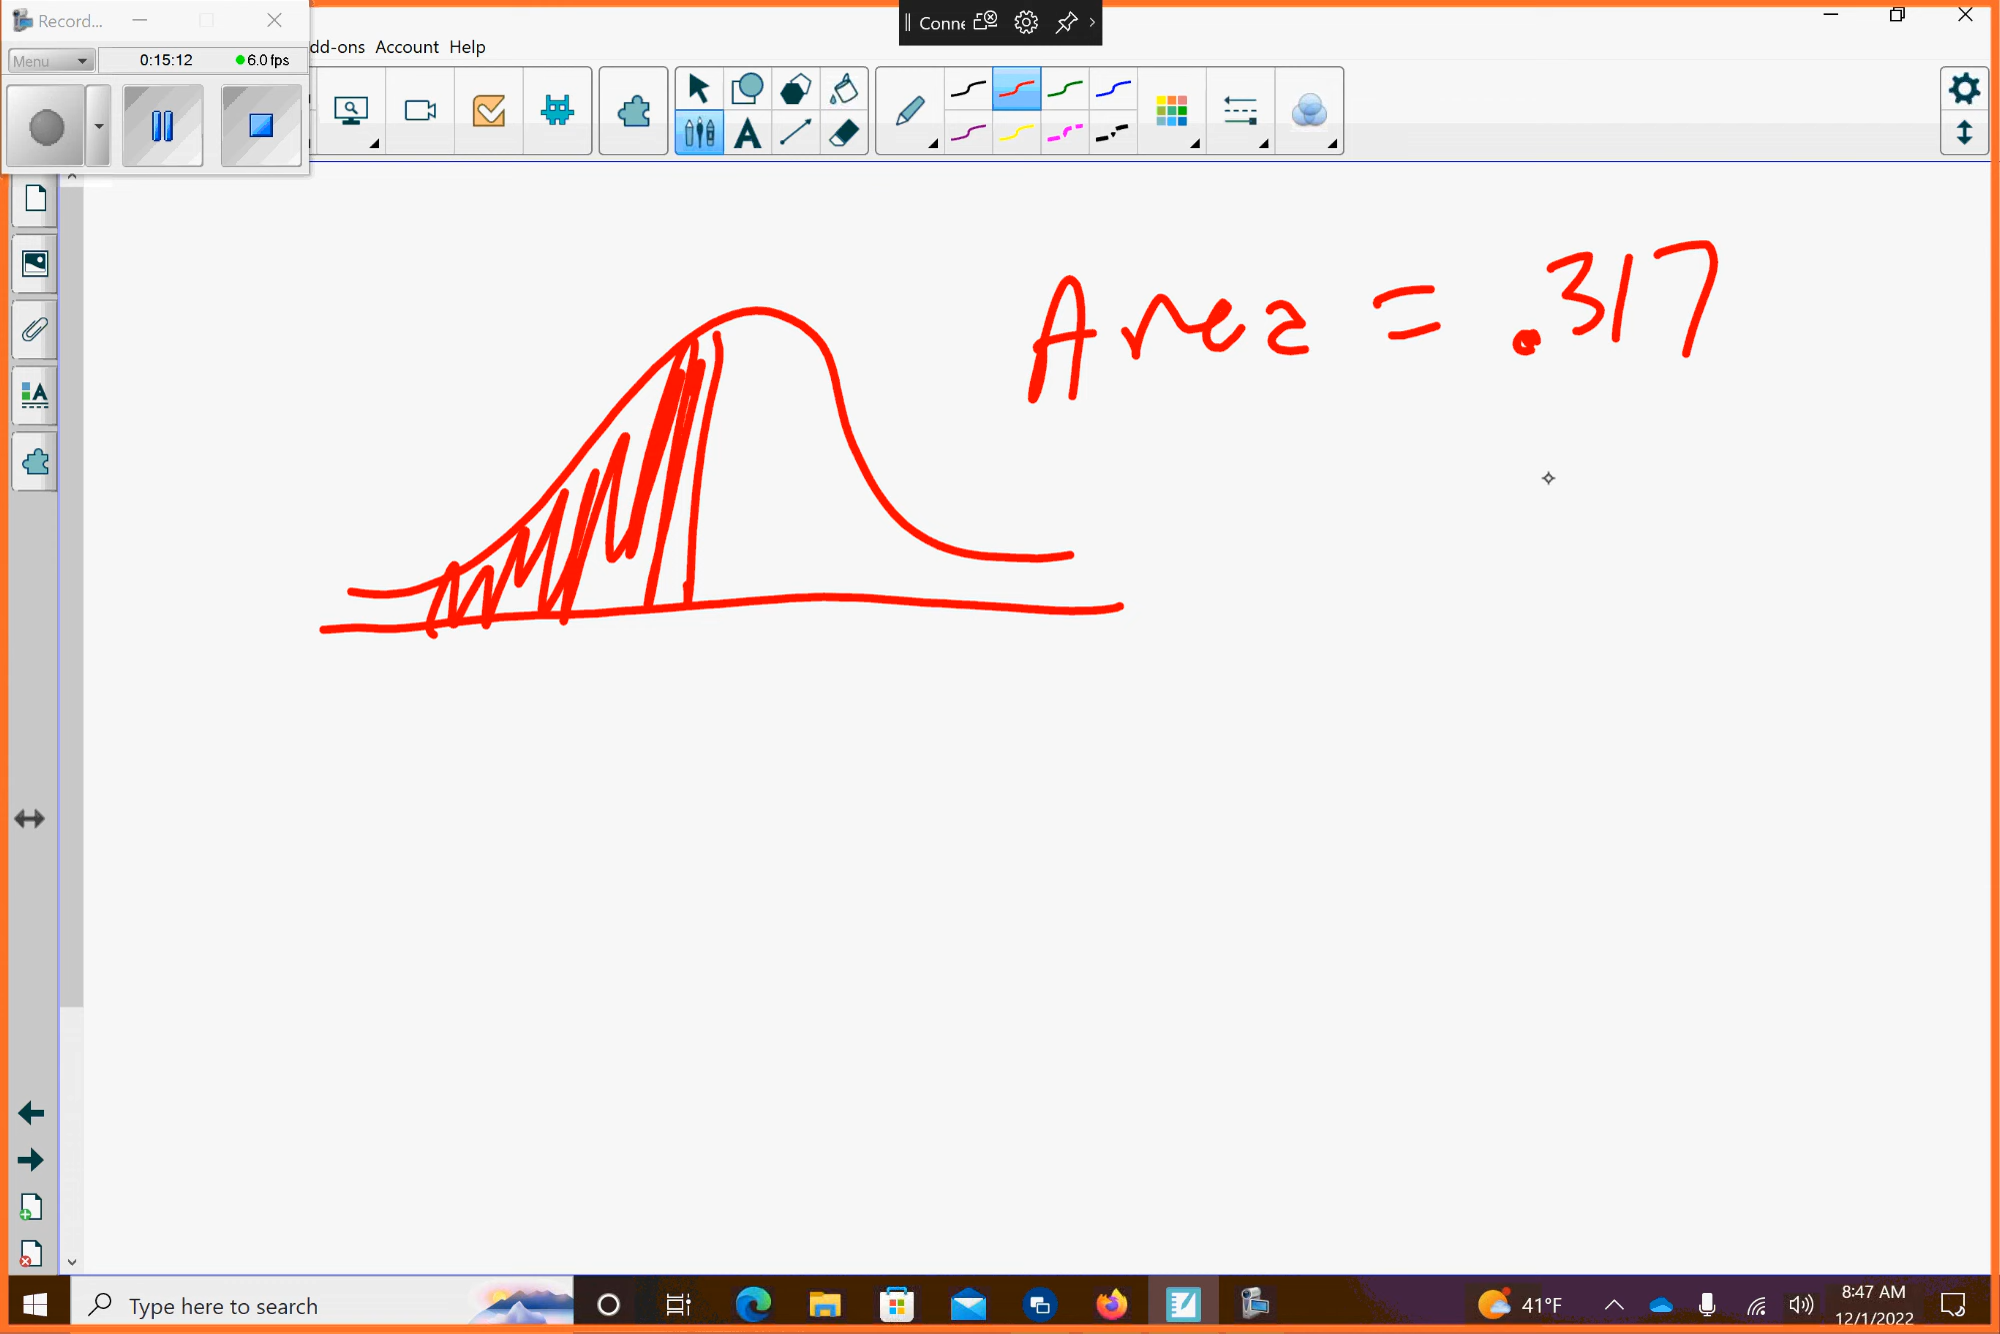 Record...
Conne
dd-ons Account Help
Menu 0:15:12 6.0 fps
A
A
Area = .317
Type here to search
41°F
8:47 AM
12/1/2022